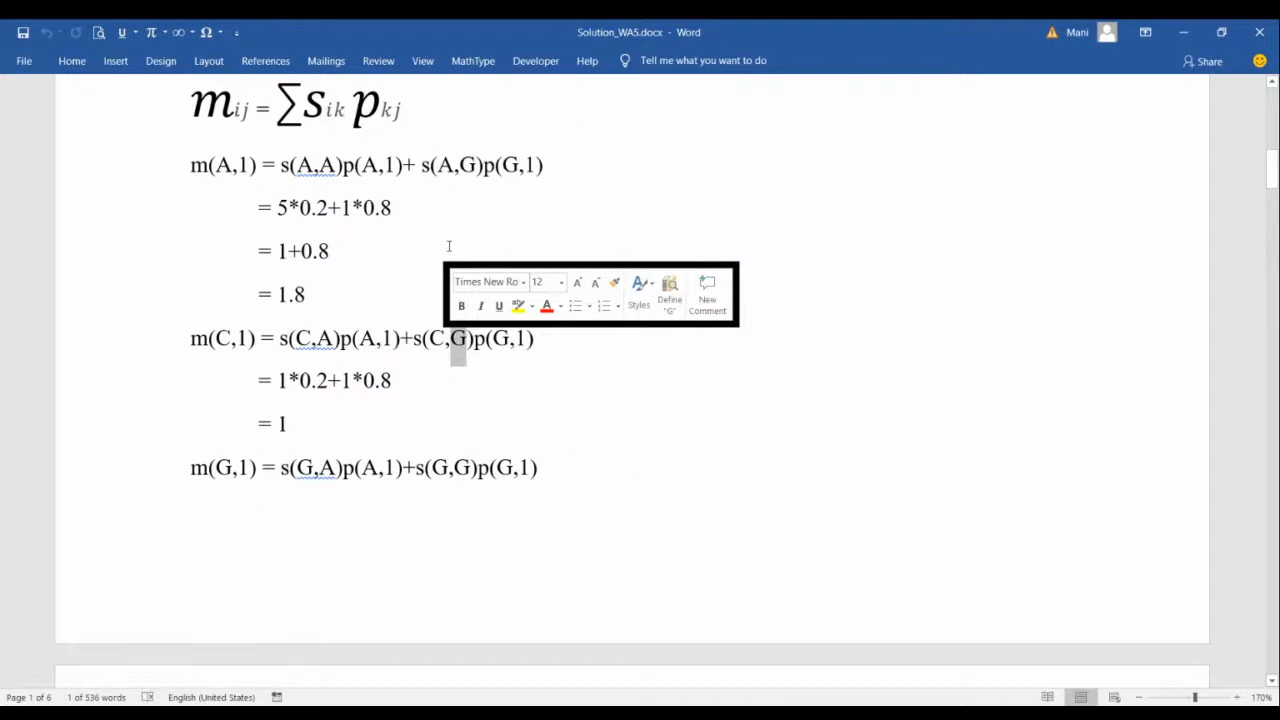 Solution_WA5.docx - Word
Mani
File Home Insert Design Layout References Mailings Review View MathType Developer Help Tell me what you want to do Share
mij = ∑sik pkj
m(A,1) = s(A,A)p(A,1)+ s(A,G)p(G,1)
= 5*0.2+1*0.8
= 1+0.8
= 1.8
Times New Ro 12
Styles Define "G" New Comment
m(C,1) = s(C,A)p(A,1)+s(C,G)p(G,1)
= 1*0.2+1*0.8
= 1
m(G,1) = s(G,A)p(A,1)+s(G,G)p(G,1)
Page 1 of 6 1 of 536 words English (United States) 170%